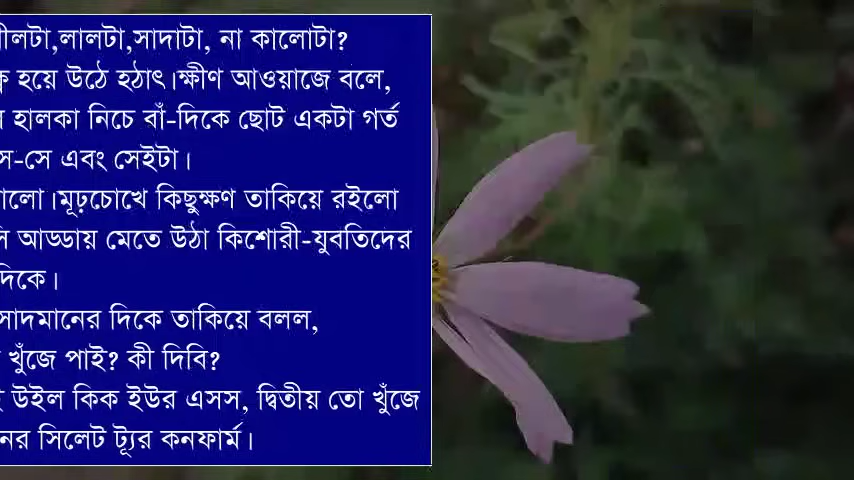 লালটা,সাদাটা, না কালোটা?
হয়ে উঠে হঠাৎ।ক্ষীণ আওয়াজে বলে,
হালকা নিচে বাঁ-দিকে ছোট একটা গর্ত
এবং সেইটা।
মূঢ়চোখে কিছুক্ষণ তাকিয়ে রইলো
আড্ডায় মেতে উঠা কিশোরী-যুবতিদের
দিকে।
সাদমানের দিকে তাকিয়ে বলল,
খুঁজে পাই? কী দিবি?
উইল কিক ইউর এসস, দ্বিতীয় তো খুঁজে
সিলেট ট্যূর কনফার্ম।